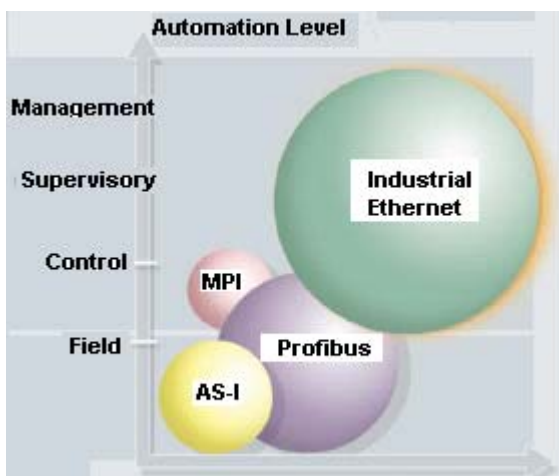 Automation Level
Management
Supervisory
Industrial
Ethernet
Control
MPI
Field
Profibus
AS-I